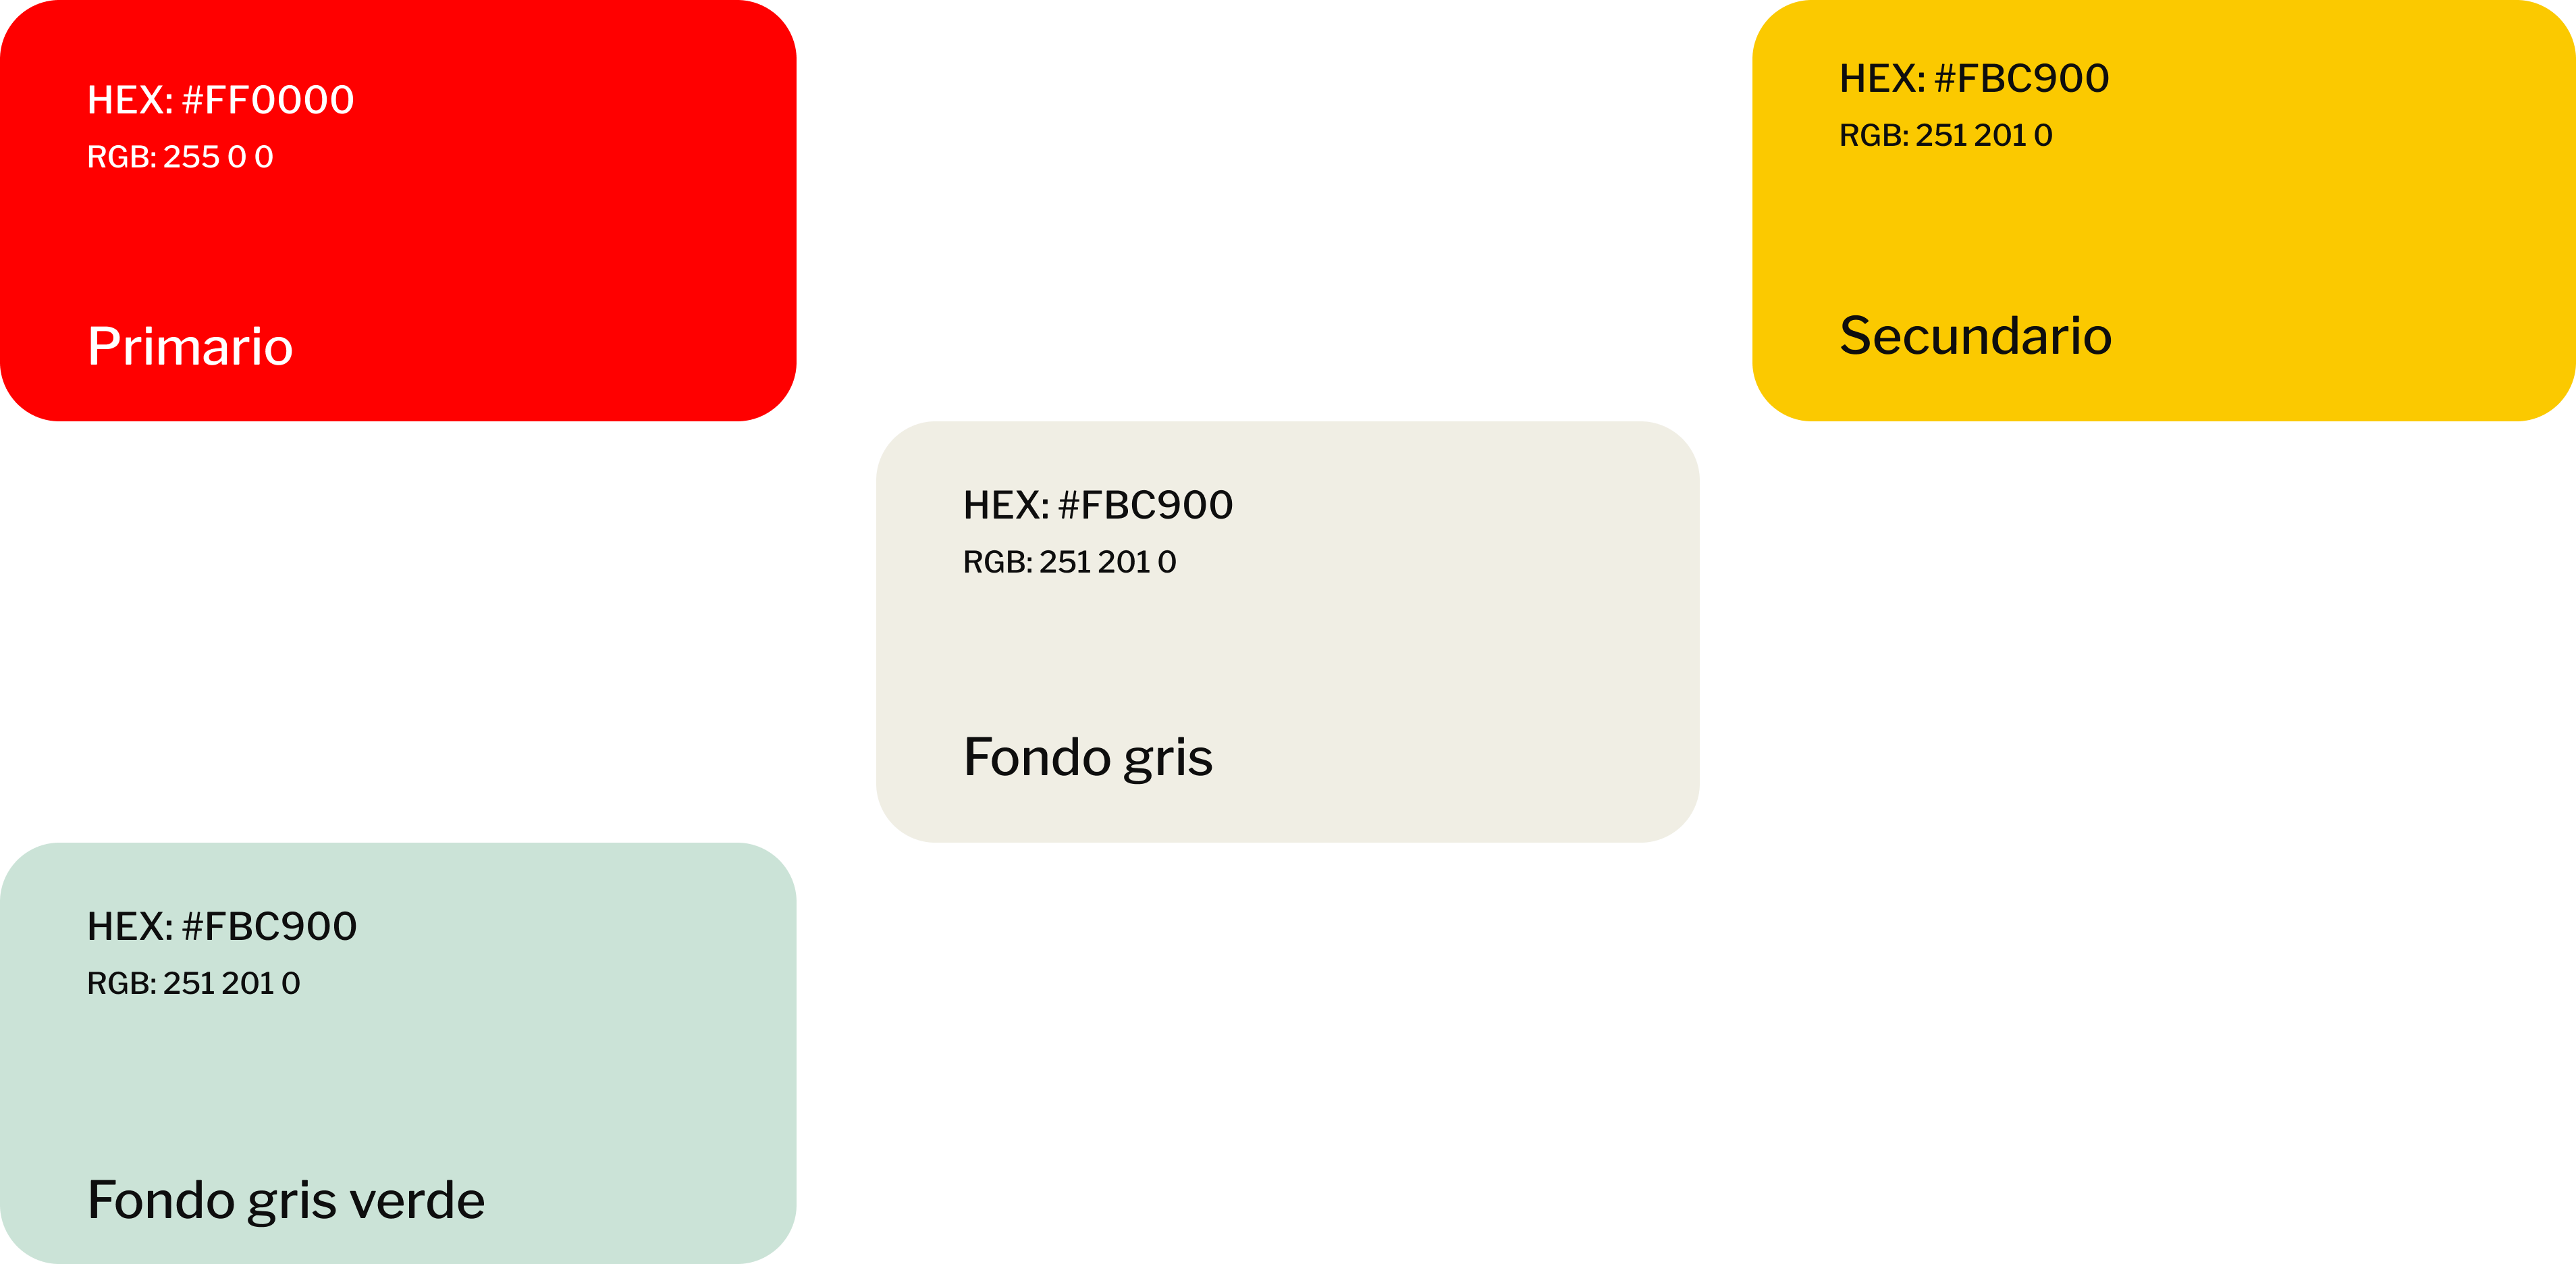 HEX: #FF0000
RGB: 255 0 0
Primario
HEX: #FBC900
RGB: 251 201 0
Secundario
HEX: #FBC900
RGB: 251 201 0
Fondo gris
HEX: #FBC900
RGB: 251 201 0
Fondo gris verde